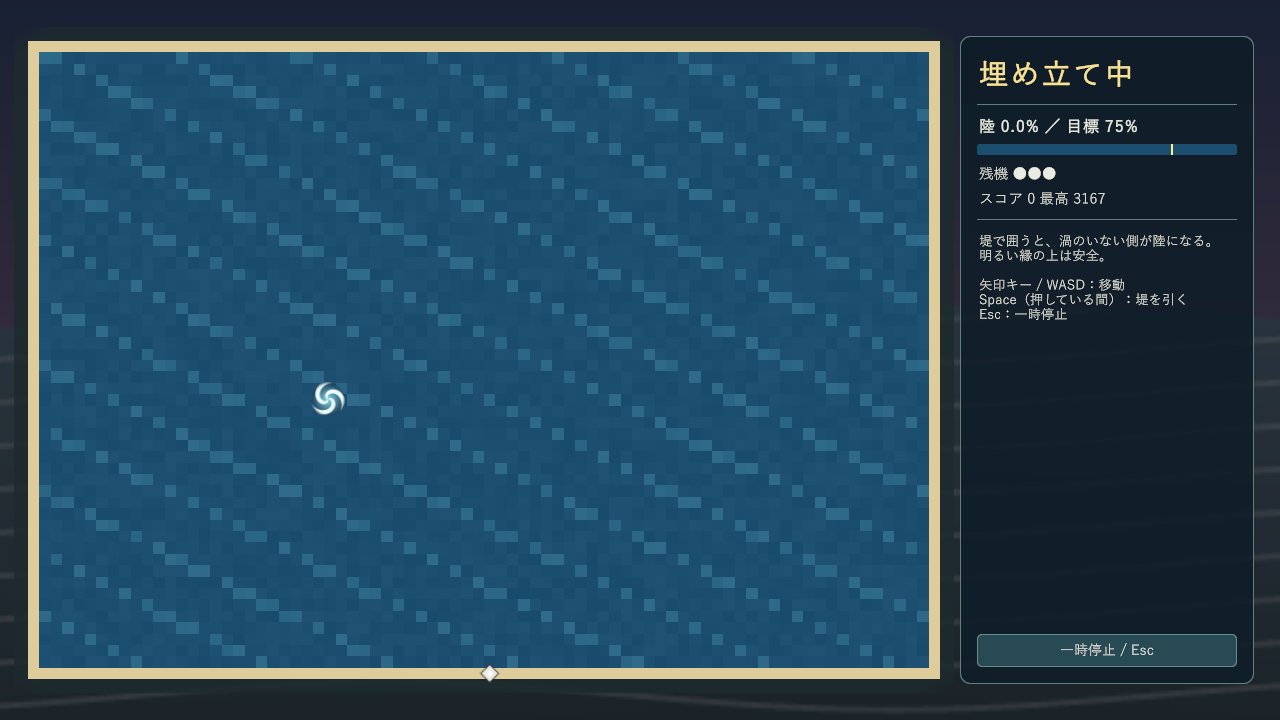 埋め立て中
陸 0.0% ／ 目標 75%
残機 ●●●
スコア 0 最高 3167
堤で囲うと、渦のいない側が陸になる。
明るい縁の上は安全。
矢印キー / WASD：移動
Space（押している間）：堤を引く
Esc：一時停止
一時停止 / Esc